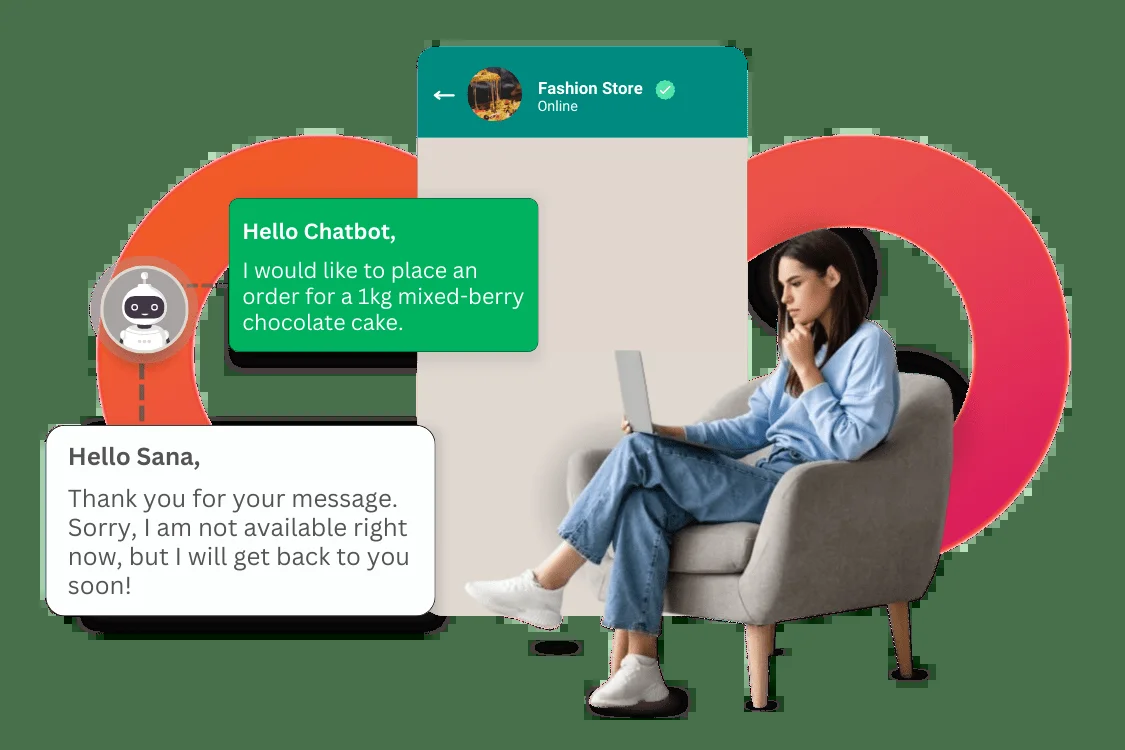 Fashion Store
Online
Hello Chatbot,
I would like to place an
order for a 1kg mixed-berry
chocolate cake.
Hello Sana,
Thank you for your message.
Sorry, I am not available right
now, but I will get back to you
soon!